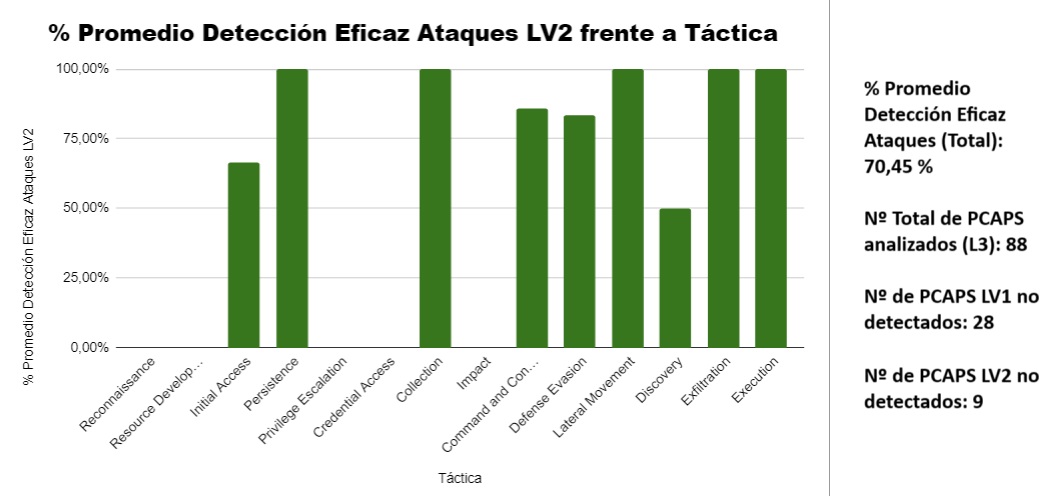 % Promedio Detección Eficaz Ataques LV2 frente a Táctica
% Promedio Detección Eficaz Ataques LV2
100,00%
75,00%
50,00%
25,00%
0,00%
Reconnaissance
Resource Develop…
Initial Access
Persistence
Privilege Escalation
Credential Access
Collection
Impact
Command and Con…
Defense Evasion
Lateral Movement
Discovery
Exfiltration
Execution
Táctica
% Promedio
Detección Eficaz
Ataques (Total):
70,45 %
Nº Total de PCAPS
analizados (L3): 88
Nº de PCAPS LV1 no
detectados: 28
Nº de PCAPS LV2 no
detectados: 9